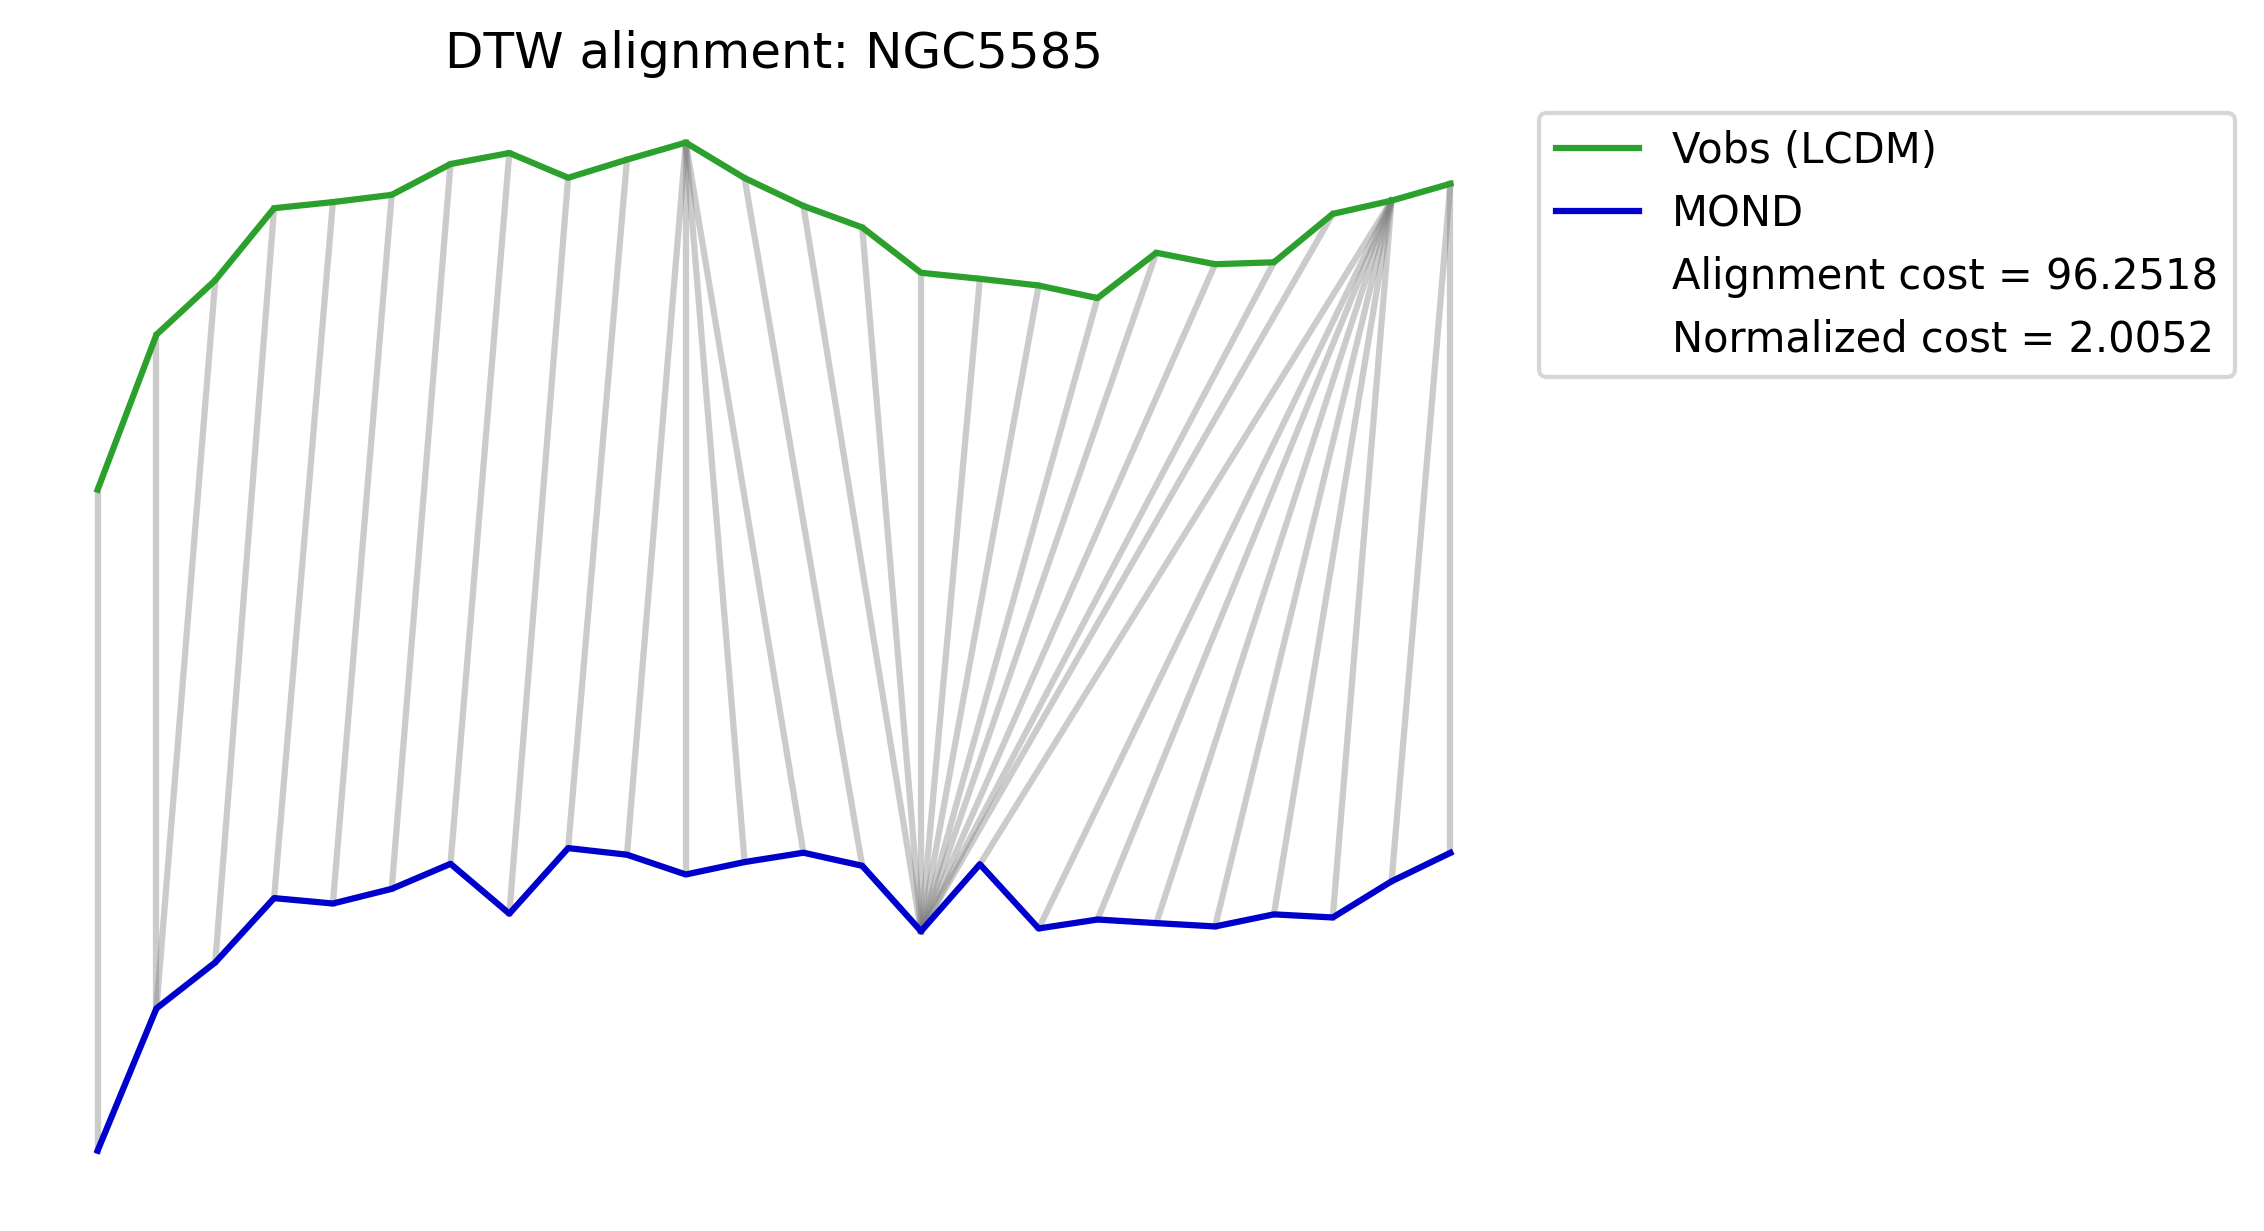 DTW alignment: NGC5585
Vobs (LCDM)
MOND
Alignment cost = 96.2518
Normalized cost = 2.0052